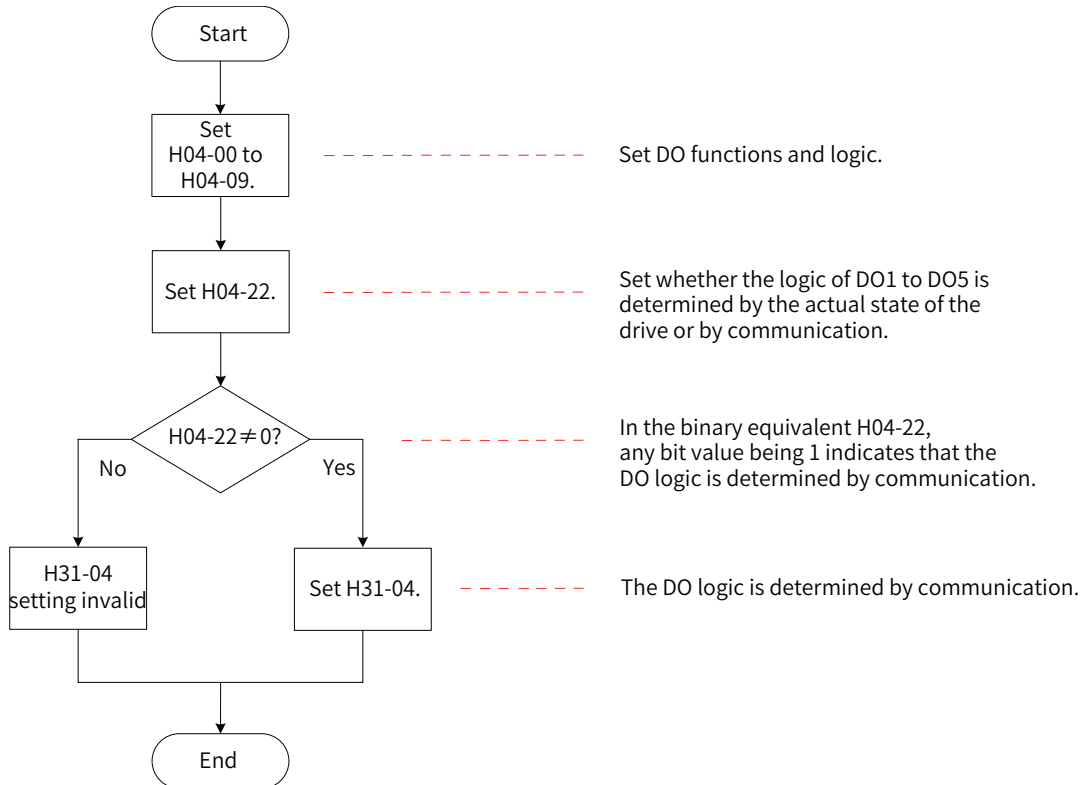 Start
Set
H04-00 to
H04-09.
Set DO functions and logic.
Set H04-22.
Set whether the logic of DO1 to DO5 is
determined by the actual state of the
drive or by communication.
H04-22≠0?
In the binary equivalent H04-22,
any bit value being 1 indicates that the
DO logic is determined by communication.
No
Yes
H31-04
setting invalid
Set H31-04.
The DO logic is determined by communication.
End